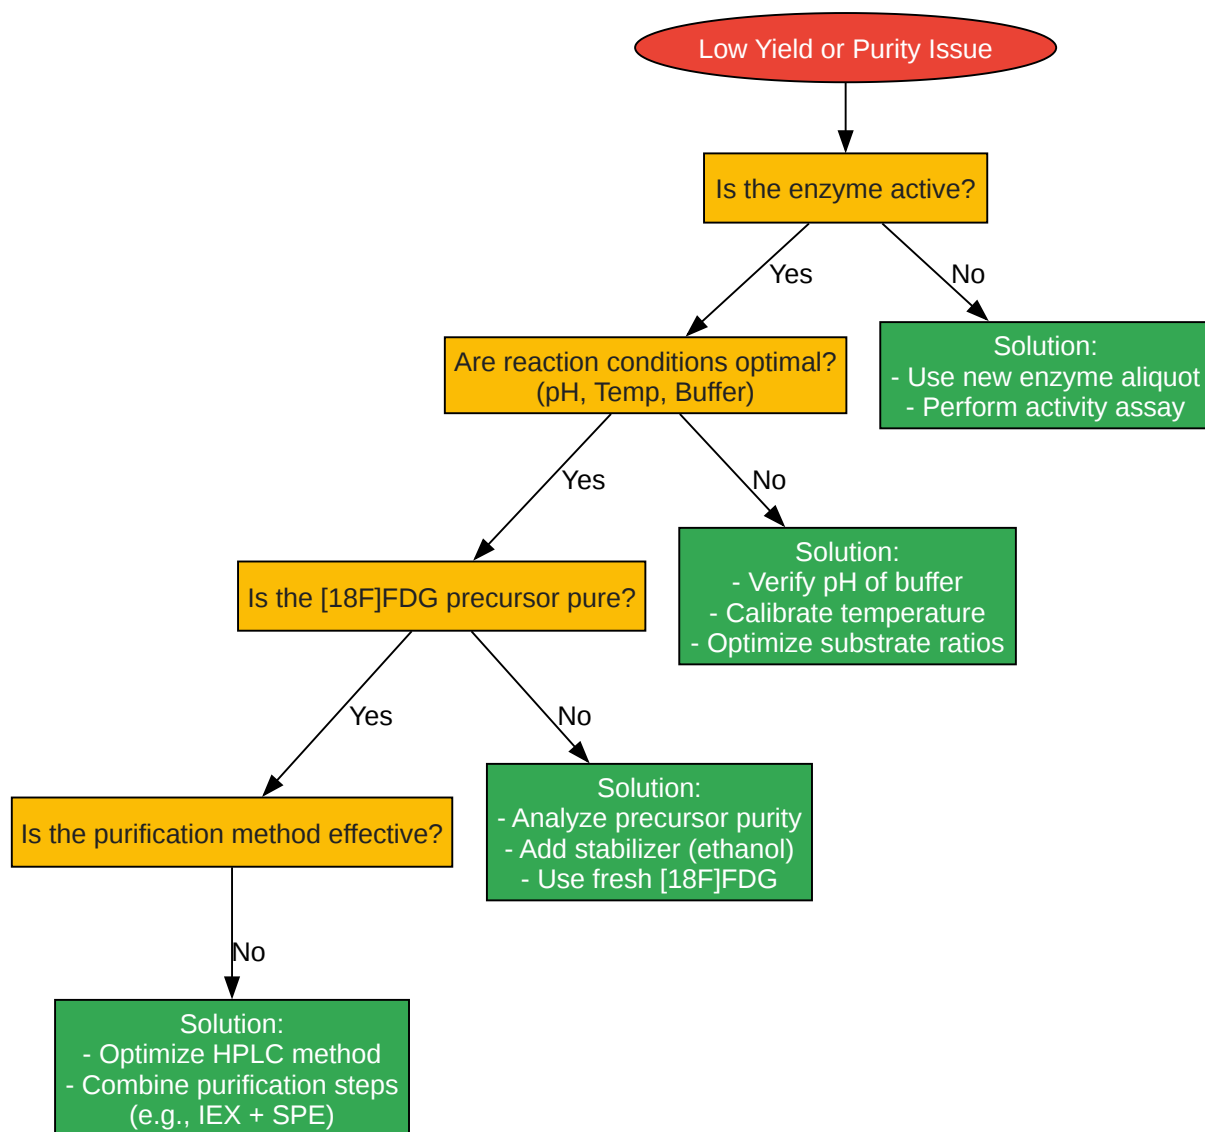 Low Yield or Purity Issue
Is the enzyme active?
Yes
No
Are reaction conditions optimal?
(pH, Temp, Buffer)
Solution:
- Use new enzyme aliquot
- Perform activity assay
Yes
No
Is the [18F]FDG precursor pure?
Solution:
- Verify pH of buffer
- Calibrate temperature
- Optimize substrate ratios
Yes
No
Is the purification method effective?
Solution:
- Analyze precursor purity
- Add stabilizer (ethanol)
- Use fresh [18F]FDG
No
Solution:
- Optimize HPLC method
- Combine purification steps
(e.g., IEX + SPE)